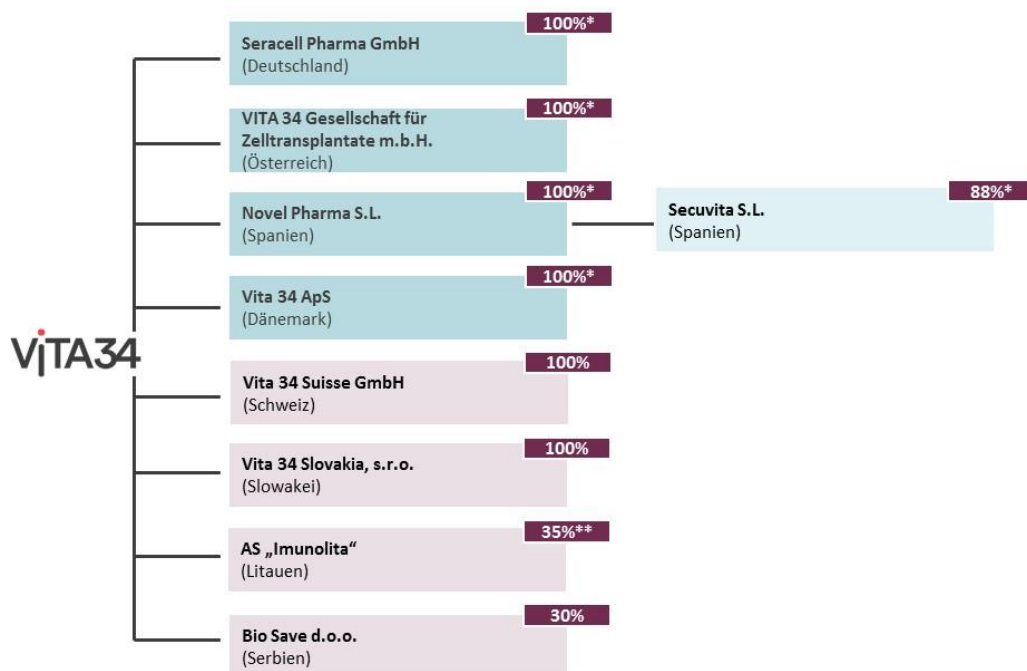 100%*
Seracell Pharma GmbH
(Deutschland)
100%*
VITA 34 Gesellschaft für
Zelltransplantate m.b.H.
(Österreich)
100%*
Novel Pharma S.L.
(Spanien)
88%*
Secuvita S.L.
(Spanien)
100%*
Vita 34 ApS
(Dänemark)
ViTA34
100%
Vita 34 Suisse GmbH
(Schweiz)
100%
Vita 34 Slovakia, s.r.o.
(Slowakei)
35%**
AS „Imunolita“
(Litauen)
30%
Bio Save d.o.o.
(Serbien)